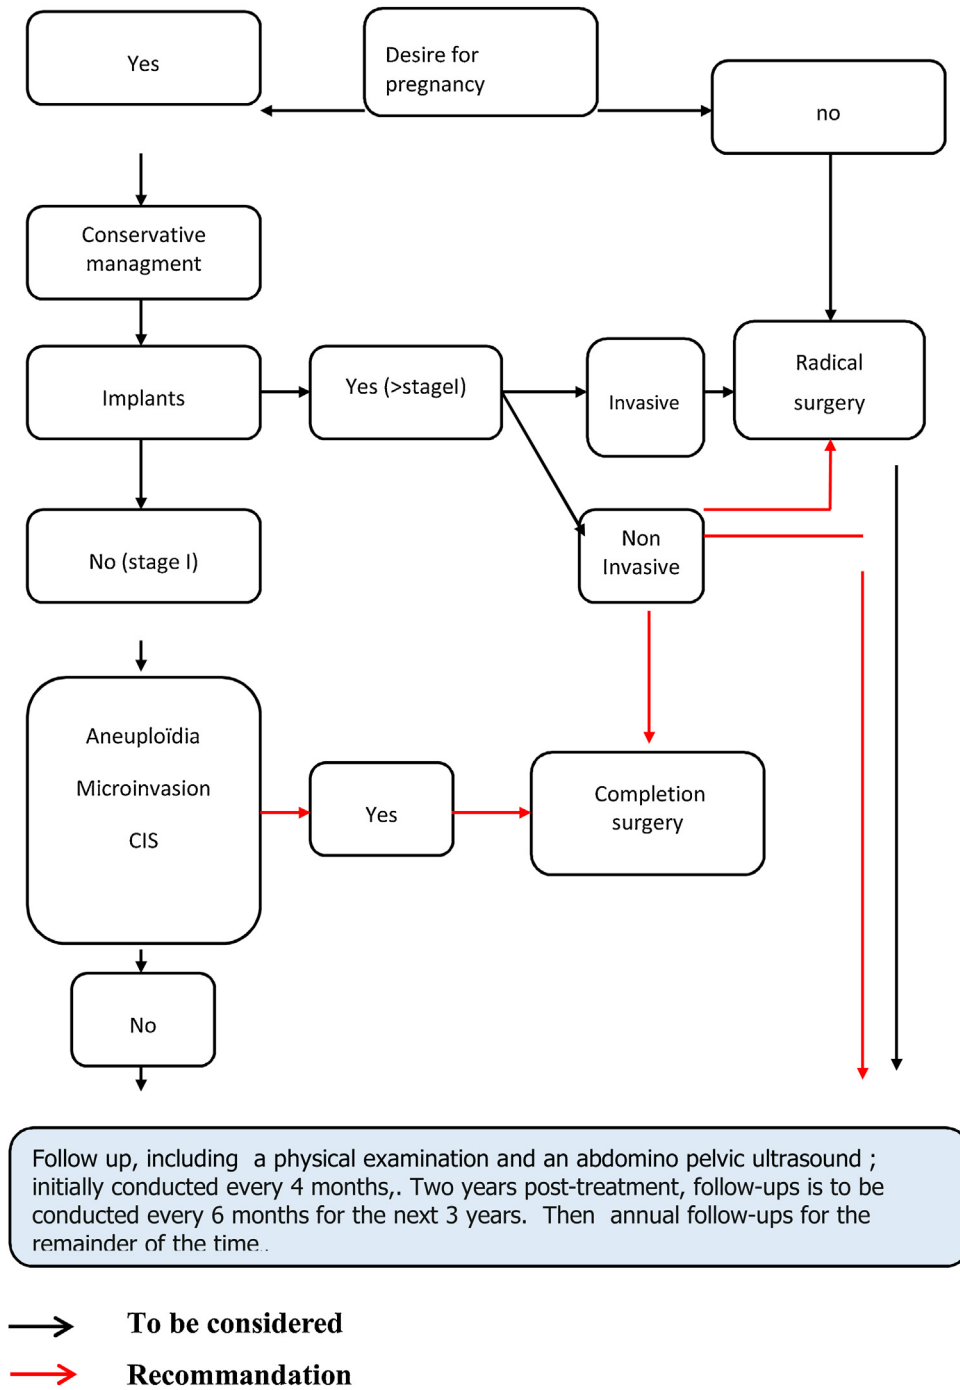 Yes
Desire for
pregnancy
no
Conservative
managment
Implants
Yes (>stageI)
Invasive
Radical
surgery
No (stage I)
Non
Invasive
Aneuploïdia
Microinvasion
CIS
Yes
Completion
surgery
No
Follow up, including  a physical examination and an abdomino pelvic ultrasound ;
initially conducted every 4 months,. Two years post-treatment, follow-ups is to be
conducted every 6 months for the next 3 years.  Then  annual follow-ups for the
remainder of the time..
To be considered
Recommandation